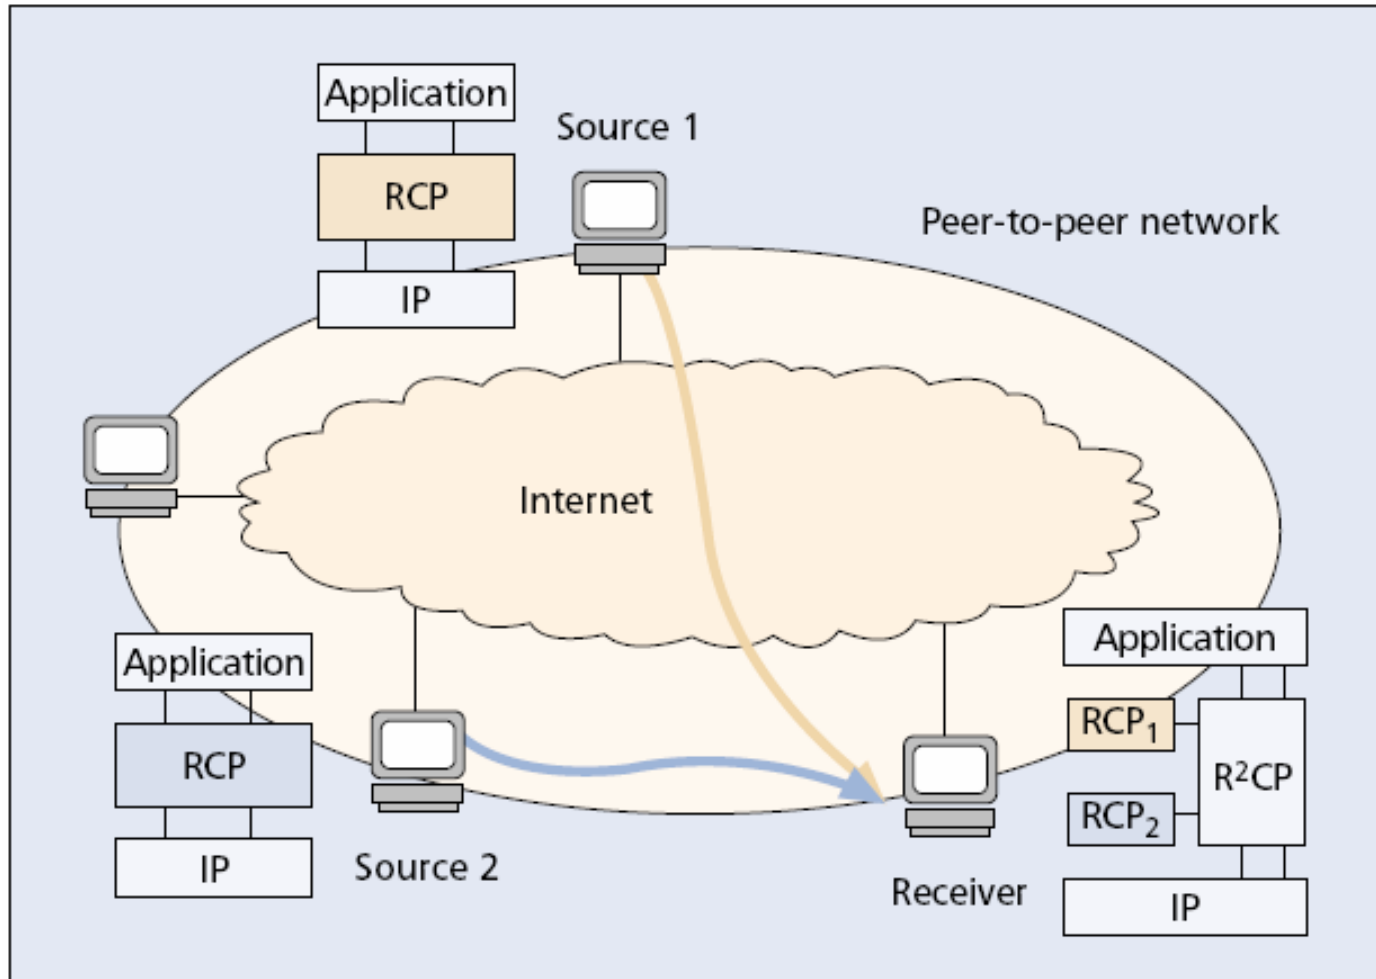 Application
RCP
IP
Source 1
Peer-to-peer network
Internet
Application
RCP
IP
Source 2
Receiver
Application
RCP₁
RCP₂
R²CP
IP